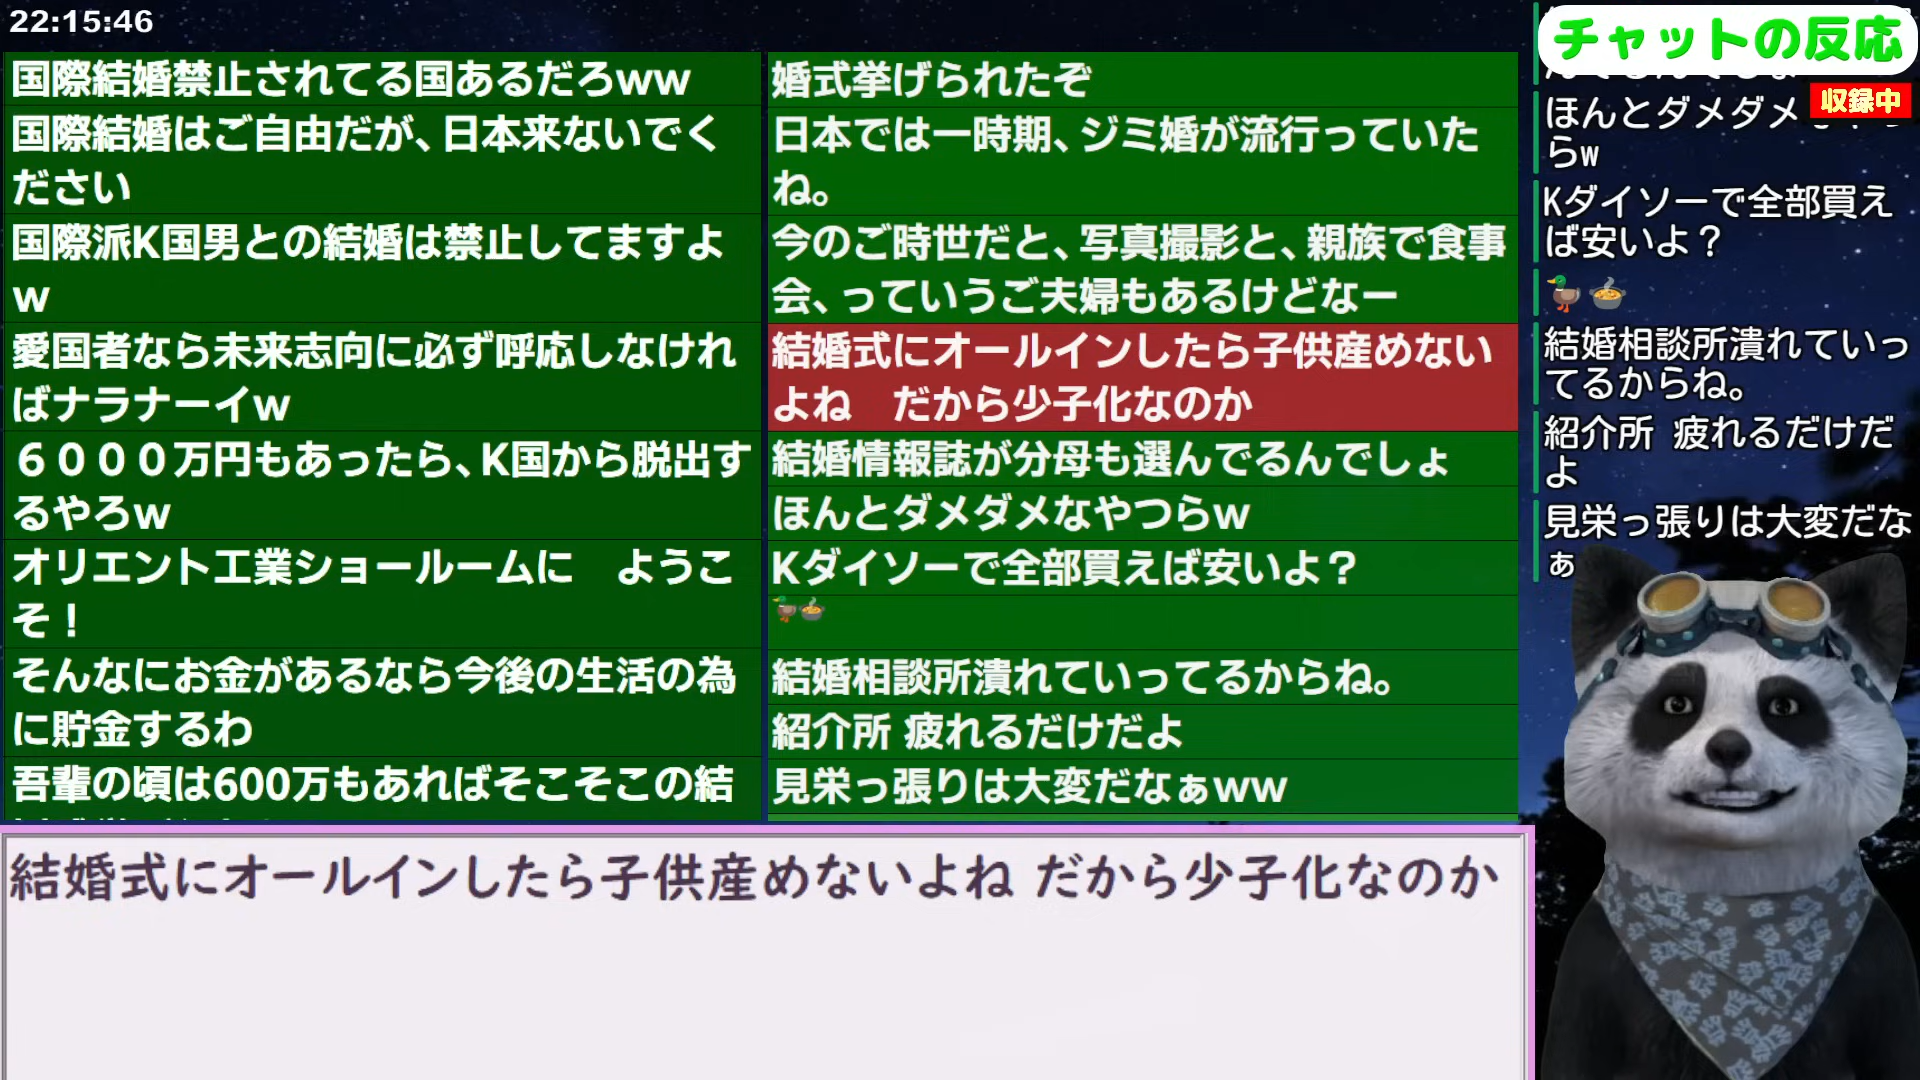 22:15:46
国際結婚禁止されてる国あるだろww
国際結婚はご自由だが、日本来ないでく
ださい
国際派K国男との結婚は禁止してますよ
w
愛国者なら未来志向に必ず呼応しなけれ
ばナラナーイw
６０００万円もあったら、K国から脱出す
るやろw
オリエント工業ショールームに　ようこ
そ！
そんなにお金があるなら今後の生活の為
に貯金するわ
吾輩の頃は600万もあればそこそこの結
婚式挙げられたぞ
日本では一時期、ジミ婚が流行っていた
ね。
今のご時世だと、写真撮影と、親族で食事
会、っていうご夫婦もあるけどなー
結婚式にオールインしたら子供産めない
よね　だから少子化なのか
結婚情報誌が分母も選んでるんでしょ
ほんとダメダメなやつらw
Kダイソーで全部買えば安いよ？
🦆🍲
結婚相談所潰れていってるからね。
紹介所 疲れるだけだよ
見栄っ張りは大変だなぁww
チャットの反応
収録中
ほんとダメダメなやつ
らw
Kダイソーで全部買え
ば安いよ？
🦆🍲
結婚相談所潰れていっ
てるからね。
紹介所 疲れるだけだ
よ
見栄っ張りは大変だな
ぁ
結婚式にオールインしたら子供産めないよね だから少子化なのか